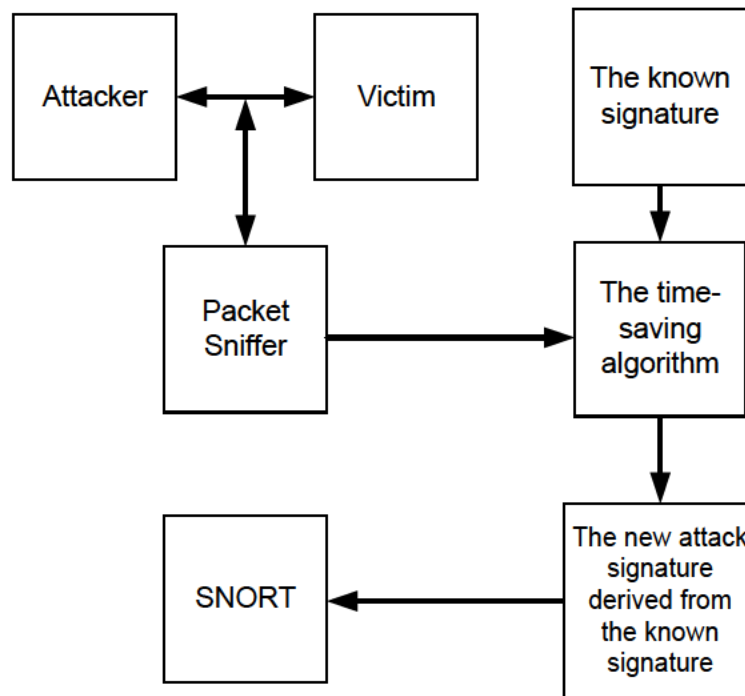 Attacker
Victim
The known
signature
Packet
Sniffer
The time-
saving
algorithm
SNORT
The new attack
signature
derived from
the known
signature